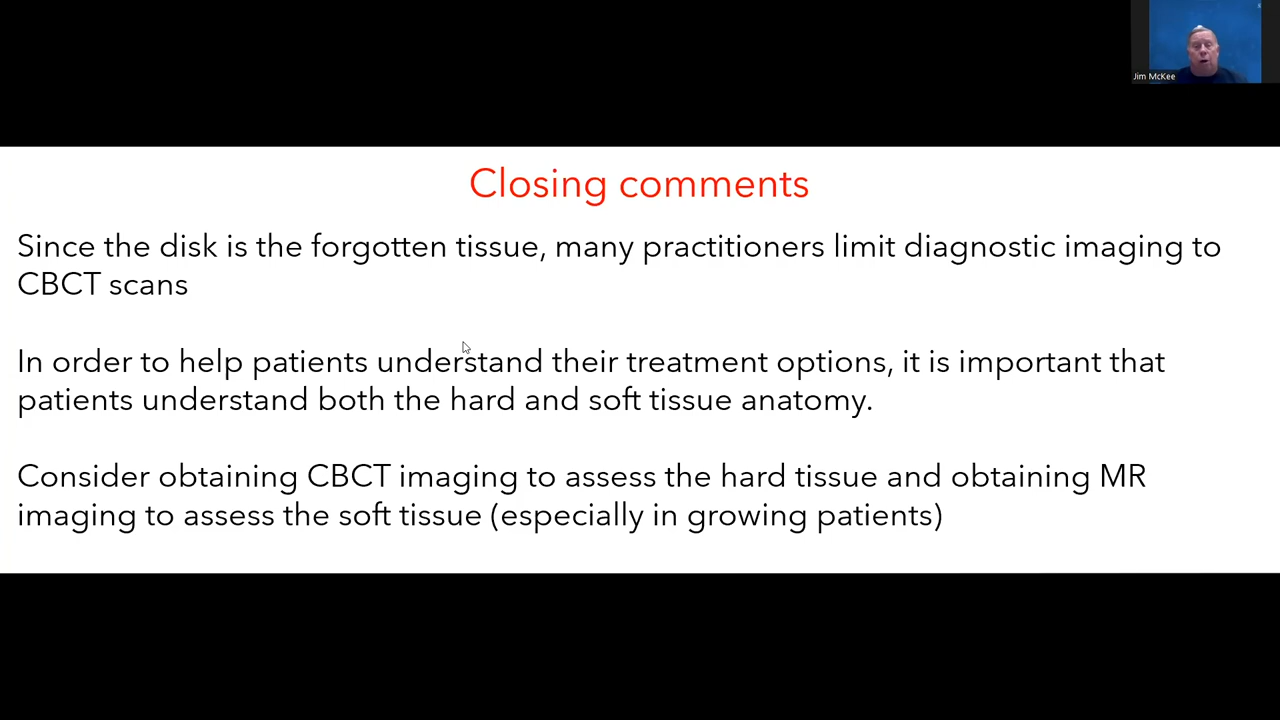 Jim McKee
Closing comments
Since the disk is the forgotten tissue, many practitioners limit diagnostic imaging to
CBCT scans
In order to help patients understand their treatment options, it is important that
patients understand both the hard and soft tissue anatomy.
Consider obtaining CBCT imaging to assess the hard tissue and obtaining MR
imaging to assess the soft tissue (especially in growing patients)